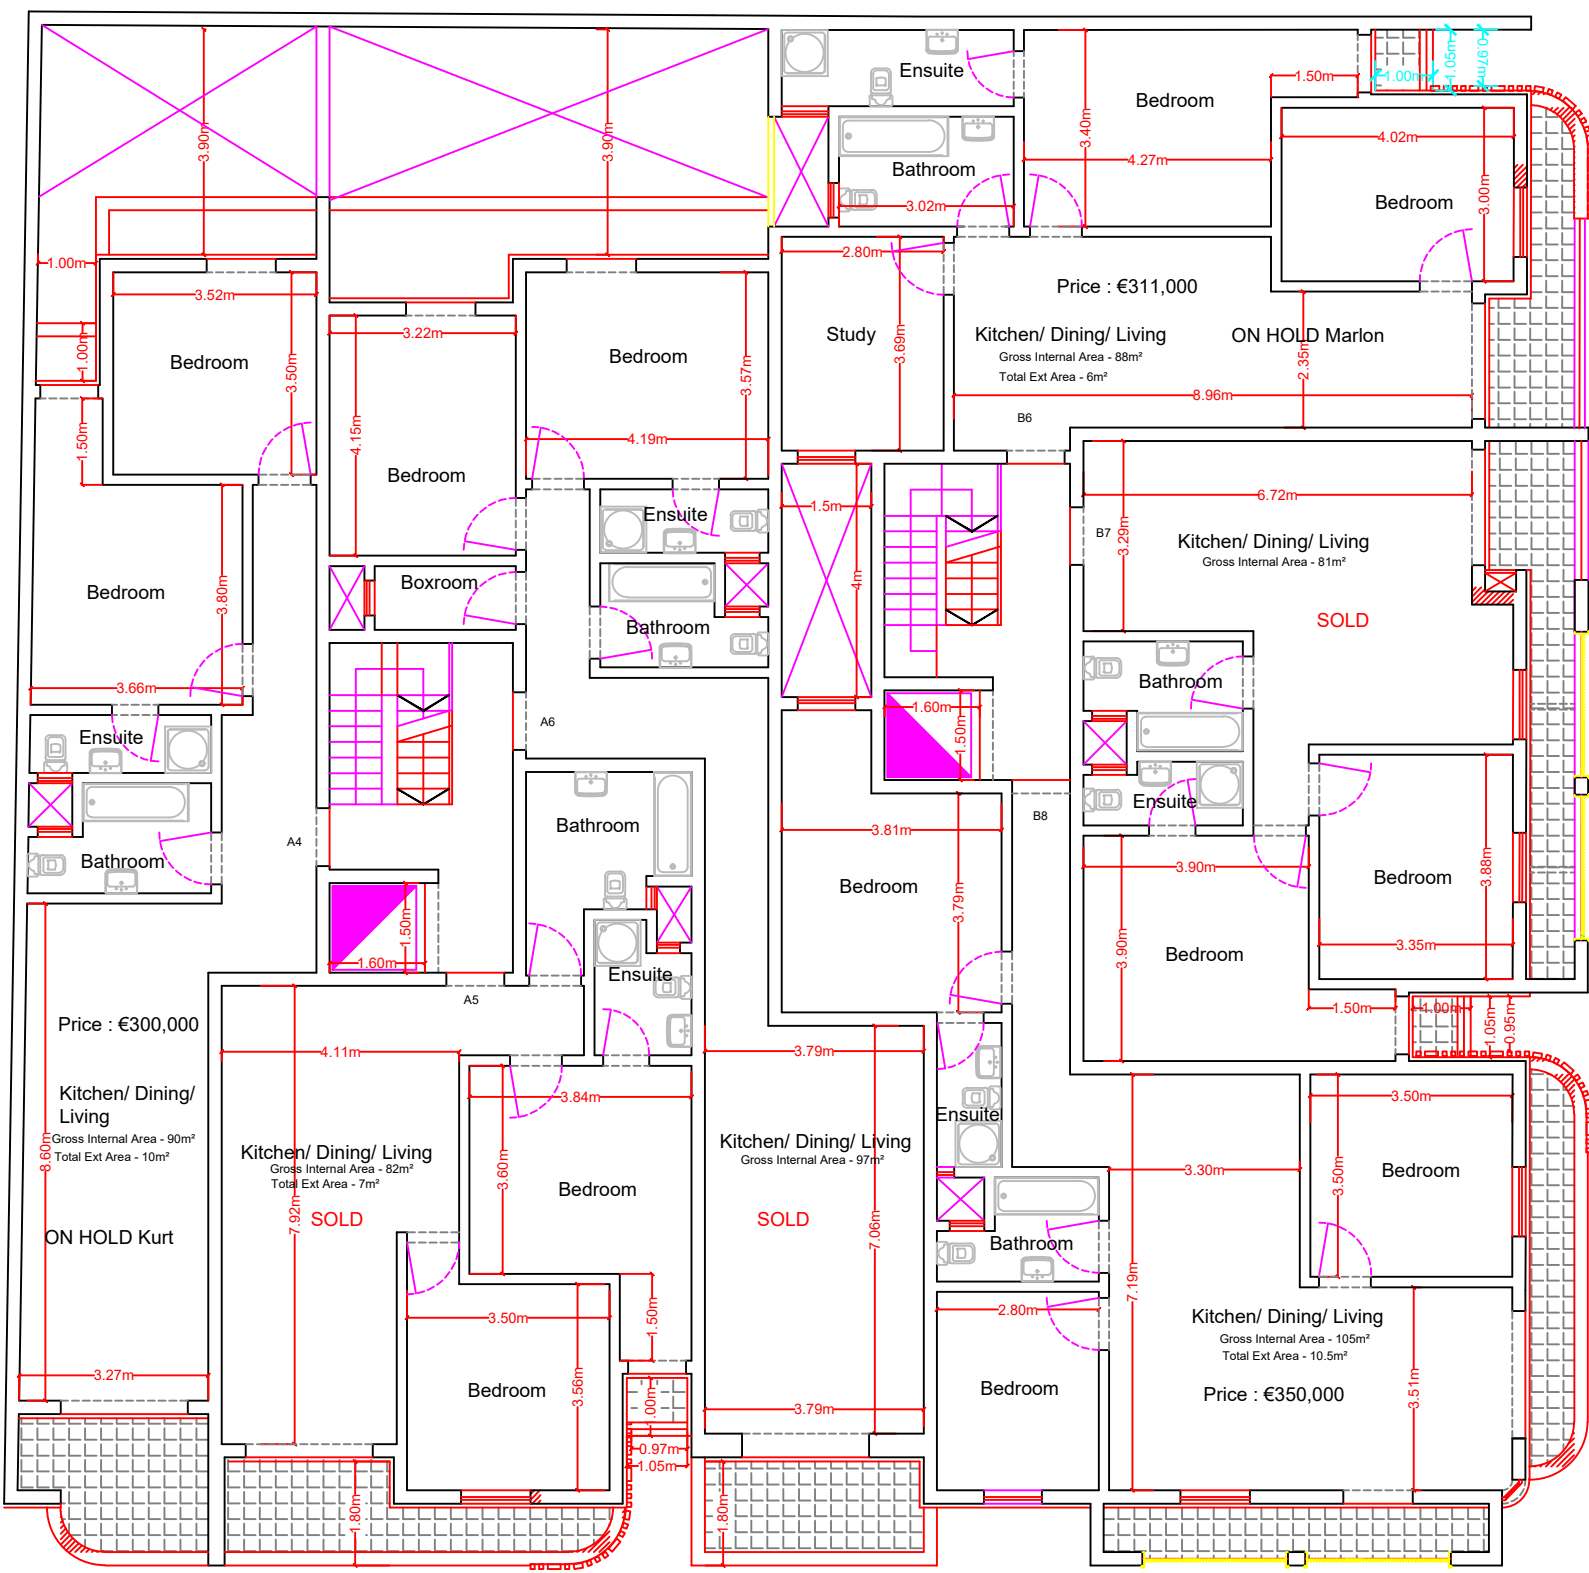 Ensuite
Bedroom
1.50m
1.00m
1.05m
0.97m
3.90m
3.90m
3.40m
4.27m
4.02m
3.00m
Bedroom
Bathroom
3.02m
1.00m
3.52m
3.50m
Bedroom
1.00m
1.50m
3.22m
4.15m
Bedroom
Bedroom
3.57m
4.19m
2.80m
Study
3.69m
Price : €311,000
Kitchen/ Dining/ Living
Gross Internal Area - 88m²
Total Ext Area - 6m²
ON HOLD Marlon
2.35m
8.96m
B6
Bedroom
3.80m
3.66m
Boxroom
Ensuite
Bathroom
1.5m
4m
6.72m
B7
3.29m
Kitchen/ Dining/ Living
Gross Internal Area - 81m²
SOLD
Ensuite
Bathroom
A4
A6
1.60m
1.50m
Bathroom
Ensuite
B8
Bathroom
Ensuite
3.81m
3.79m
Bedroom
3.90m
3.90m
Bedroom
Bedroom
3.88m
3.35m
1.50m
1.00m
1.05m
0.95m
1.50m
1.60m
A5
Price : €300,000
Kitchen/ Dining/
Living
Gross Internal Area - 90m²
Total Ext Area - 10m²
8.60m
ON HOLD Kurt
3.27m
4.11m
Kitchen/ Dining/ Living
Gross Internal Area - 82m²
Total Ext Area - 7m²
7.92m
SOLD
3.84m
3.60m
Bedroom
1.50m
3.50m
3.56m
Bedroom
1.00m
0.97m
1.05m
1.80m
3.79m
Kitchen/ Dining/ Living
Gross Internal Area - 97m²
SOLD
7.06m
3.79m
1.80m
Ensuite
Bathroom
2.80m
Bedroom
3.30m
7.19m
3.50m
3.50m
Bedroom
Kitchen/ Dining/ Living
Gross Internal Area - 105m²
Total Ext Area - 10.5m²
Price : €350,000
3.51m